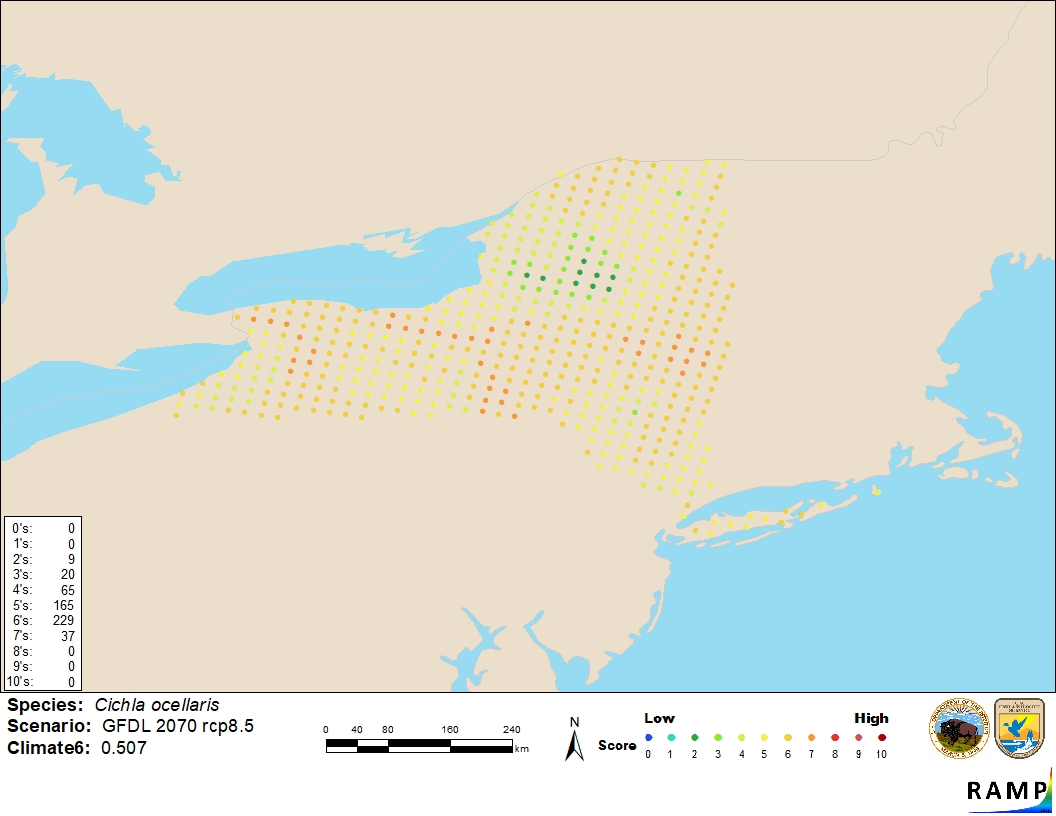 0's: 0
1's: 0
2's: 9
3's: 20
4's: 65
5's: 165
6's: 229
7's: 37
8's: 0
9's: 0
10's: 0
Species: Cichla ocellaris
Scenario: GFDL 2070 rcp8.5
Climate6: 0.507
0 40 80 160 240
km
N
Low High
Score
0 1 2 3 4 5 6 7 8 9 10
RAMP